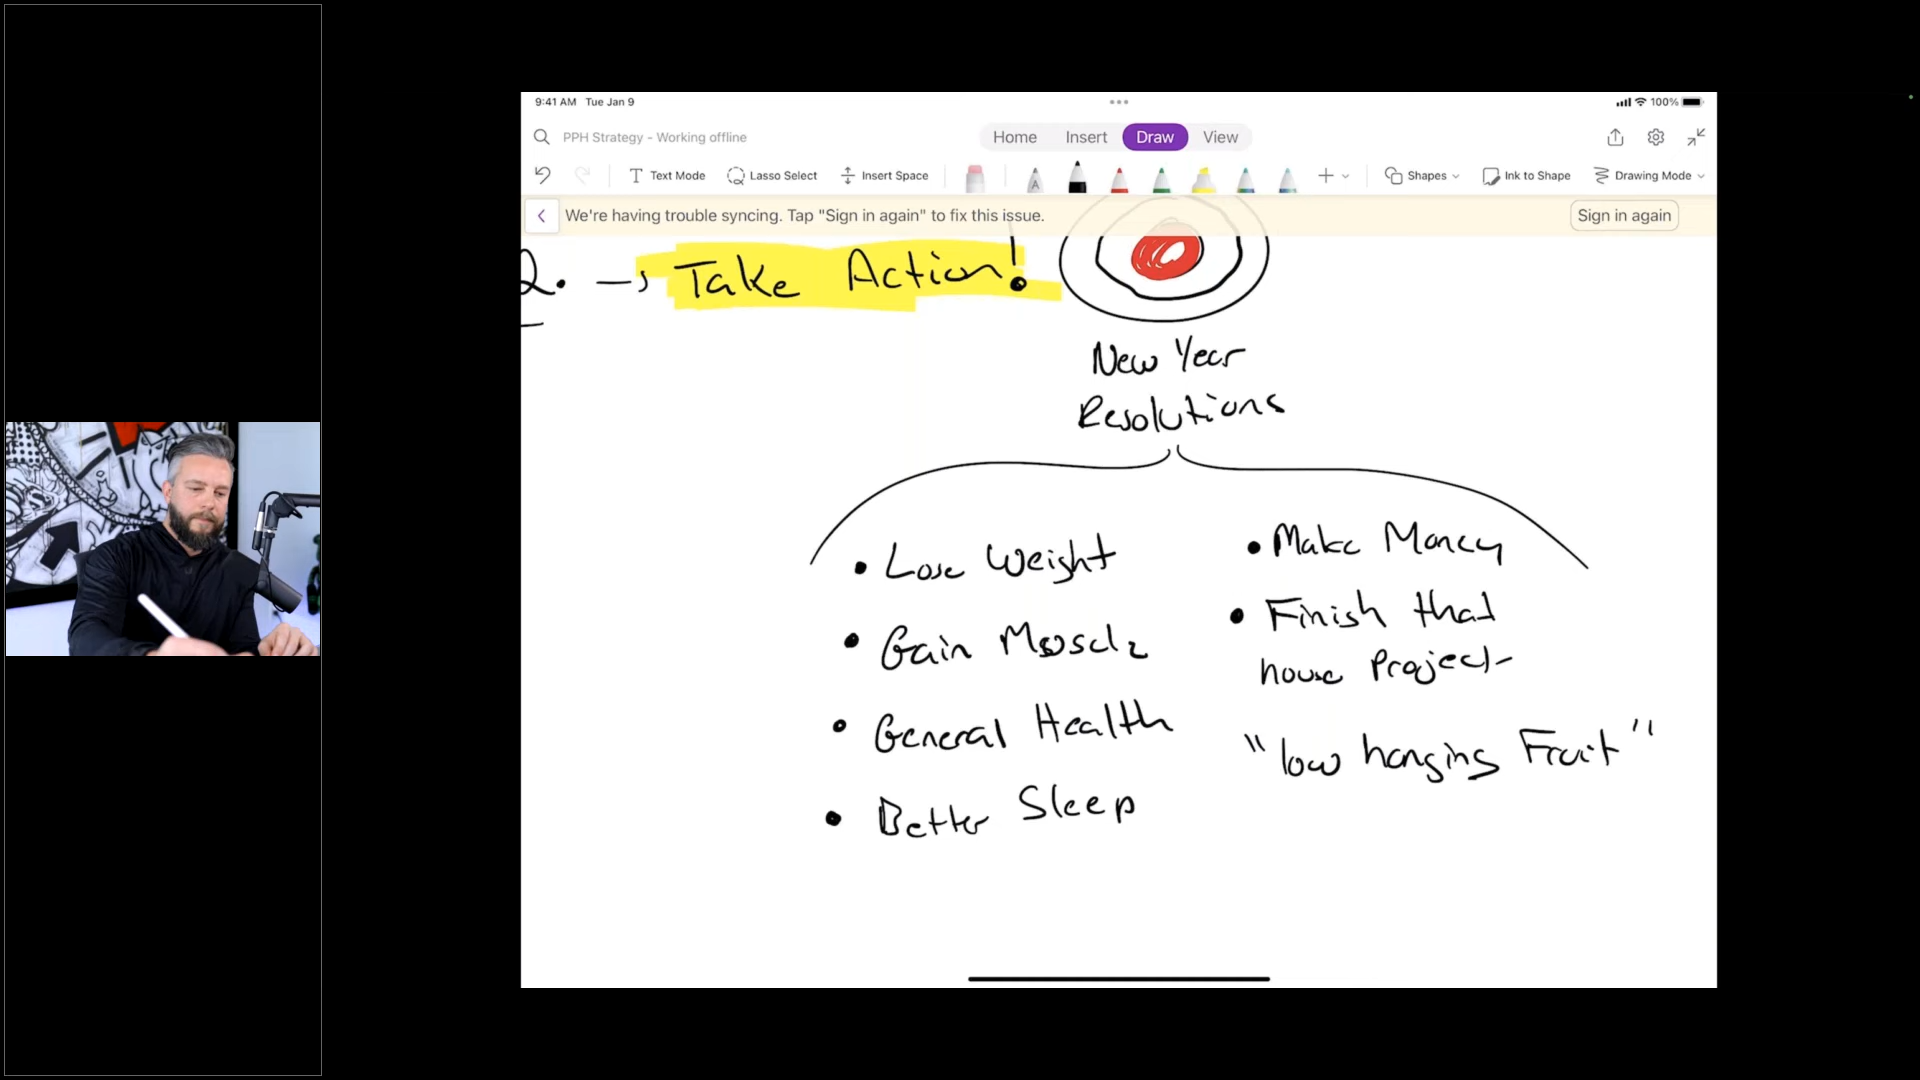 9:41 AM Tue Jan 9
100%
PPH Strategy - Working offline
Home Insert Draw View
Text Mode Lasso Select Insert Space A Shapes Ink to Shape Drawing Mode
We're having trouble syncing. Tap "Sign in again" to fix this issue. Sign in again
2. → Take Action!
New Year
Resolutions
• Lose Weight
• Gain Muscle
• General Health
• Better Sleep
• Make Money
• Finish that
house Project
"low hanging Fruit"